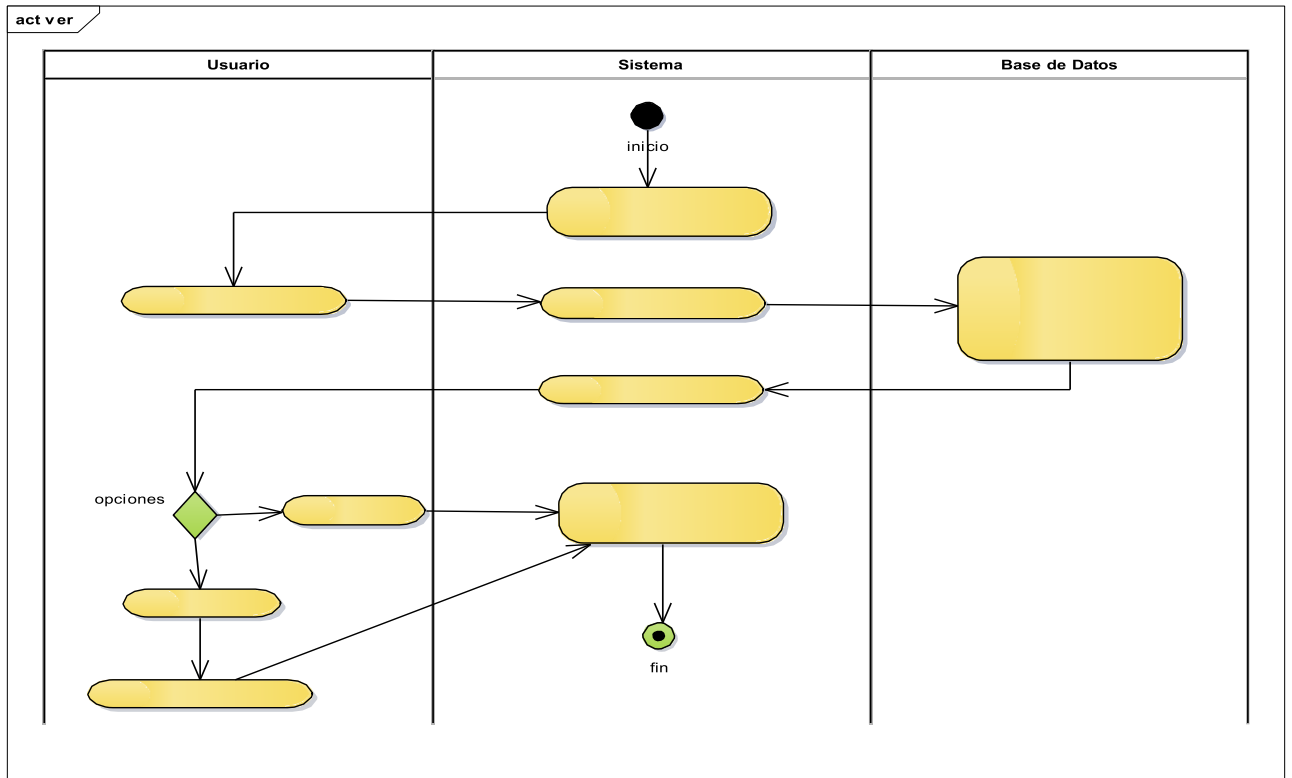 act ver
Usuario
Sistema
Base de Datos
inicio
opciones
fin